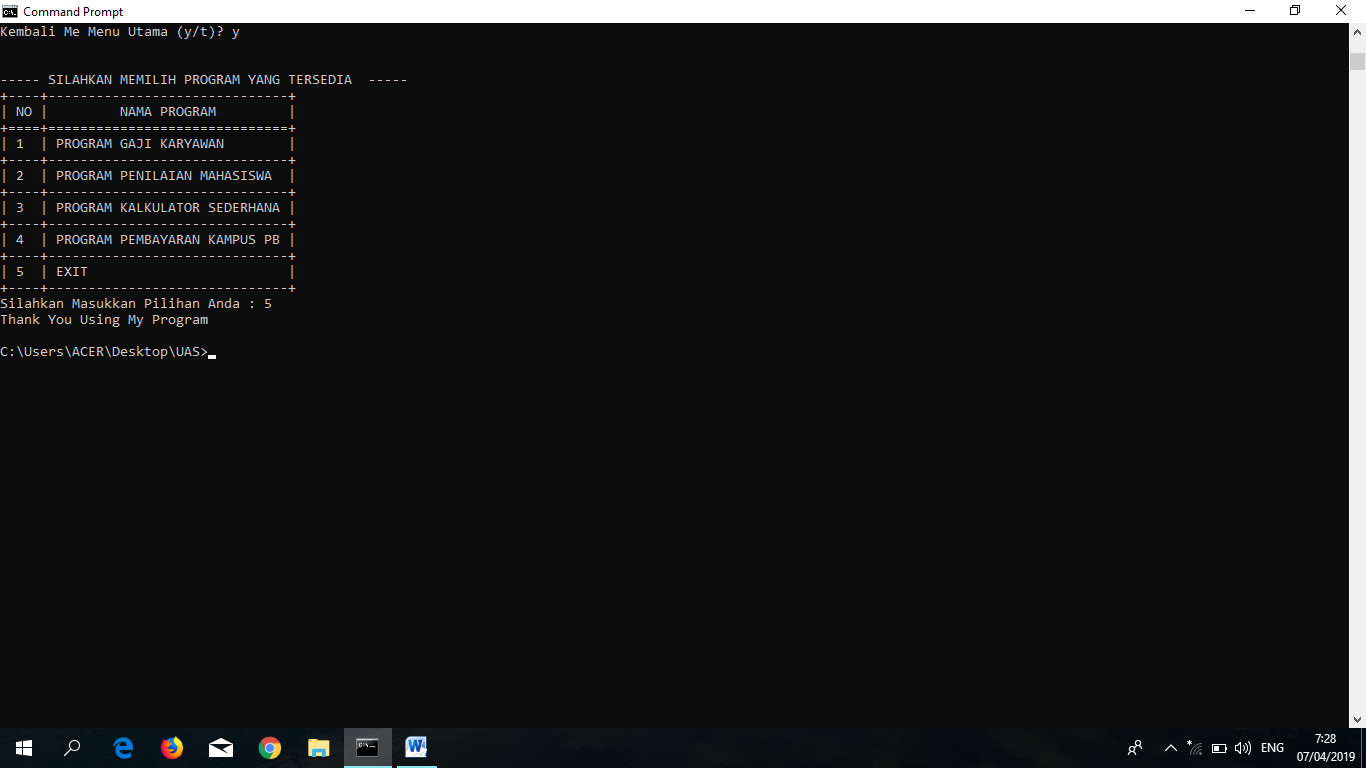 Command Prompt
Kembali Me Menu Utama (y/t)? y
----- SILAHKAN MEMILIH PROGRAM YANG TERSEDIA  -----
+----+------------------------------+
| NO |         NAMA PROGRAM         |
+====+==============================+
| 1  | PROGRAM GAJI KARYAWAN        |
+----+------------------------------+
| 2  | PROGRAM PENILAIAN MAHASISWA  |
+----+------------------------------+
| 3  | PROGRAM KALKULATOR SEDERHANA |
+----+------------------------------+
| 4  | PROGRAM PEMBAYARAN KAMPUS PB |
+----+------------------------------+
| 5  | EXIT                         |
+----+------------------------------+
Silahkan Masukkan Pilihan Anda : 5
Thank You Using My Program
C:\Users\ACER\Desktop\UAS>
ENG
7:28
07/04/2019